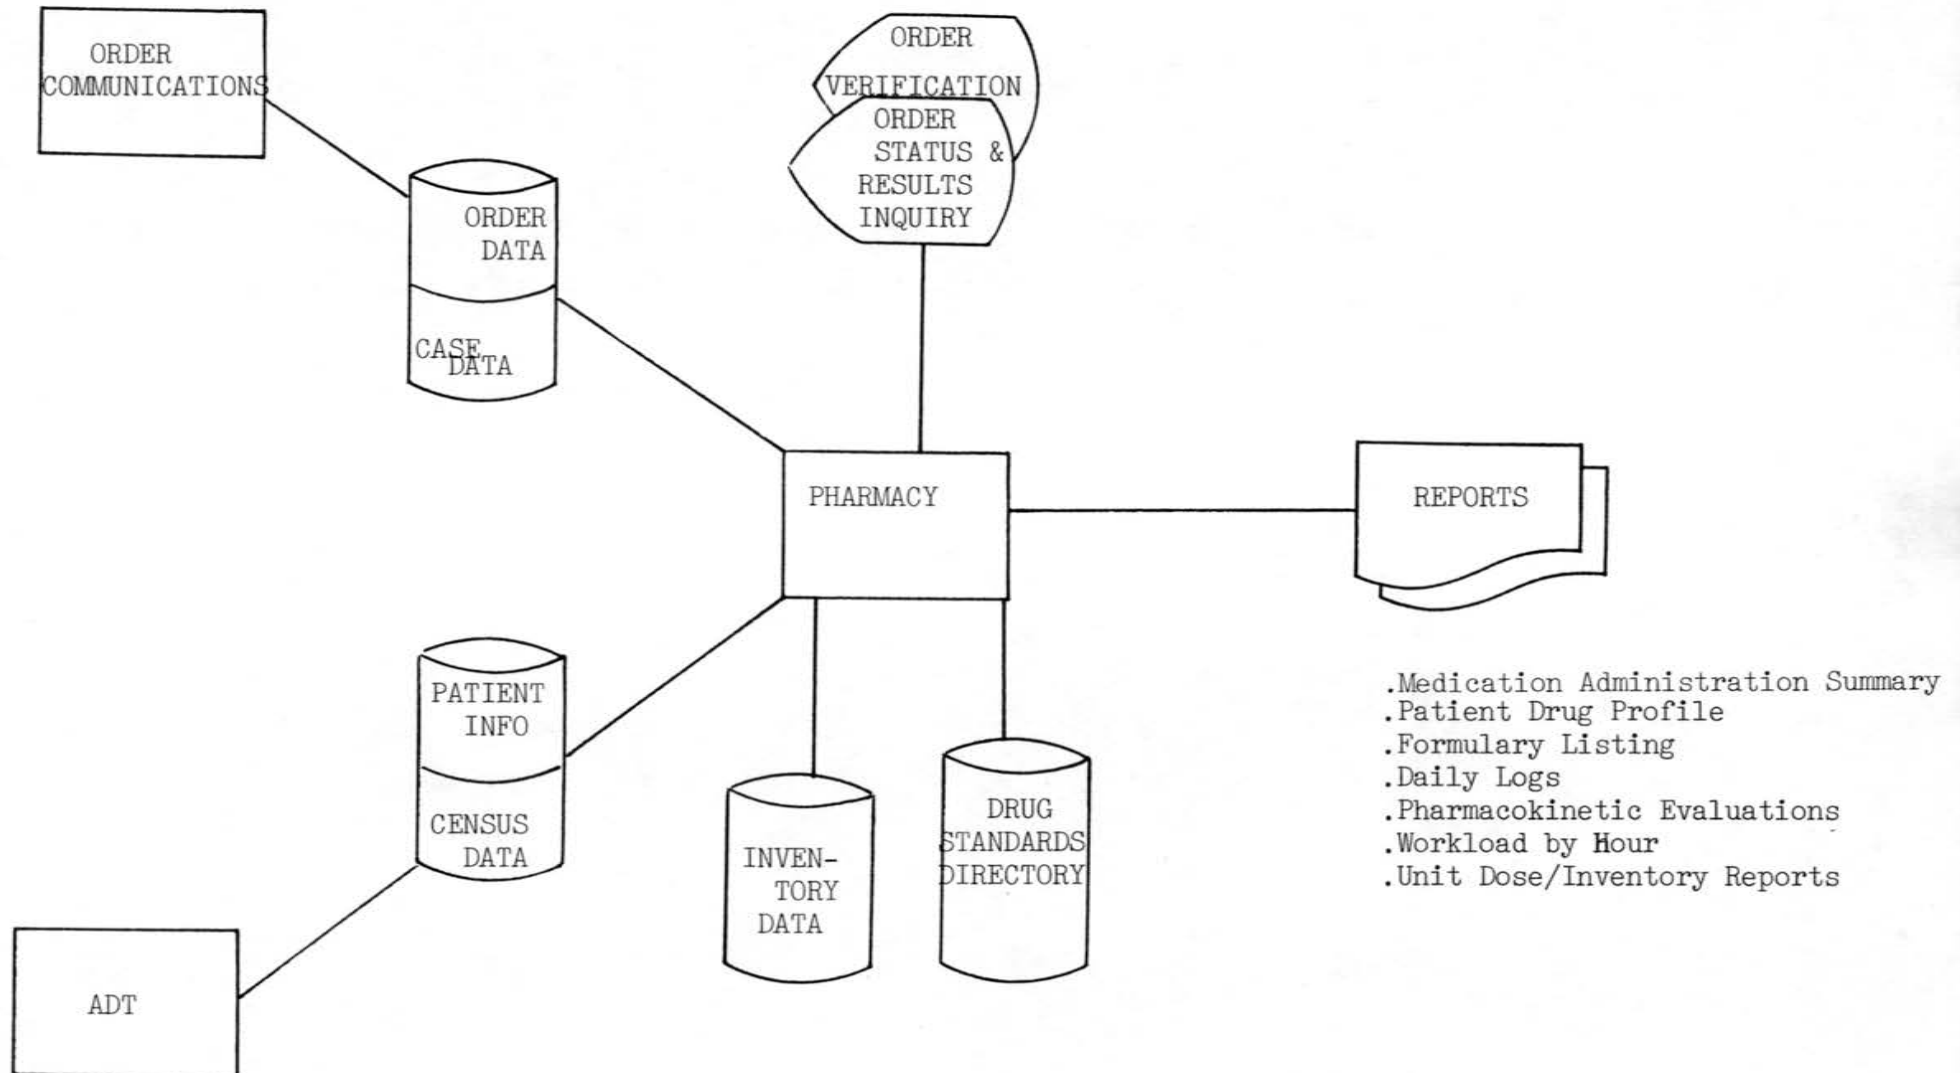 ORDER
COMMUNICATIONS
ORDER
VERIFICATION
ORDER
STATUS &
RESULTS
INQUIRY
ORDER
DATA
CASE
DATA
PHARMACY
REPORTS
PATIENT
INFO
CENSUS
DATA
INVEN-
TORY
DATA
DRUG
STANDARDS
DIRECTORY
.Medication Administration Summary
.Patient Drug Profile
.Formulary Listing
.Daily Logs
.Pharmacokinetic Evaluations
.Workload by Hour
.Unit Dose/Inventory Reports
ADT